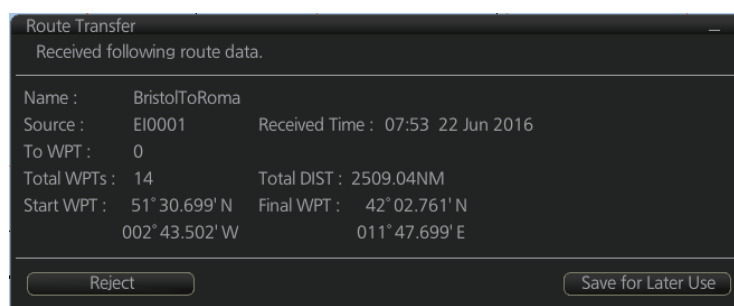 Route Transfer
Received following route data.
Name : BristolToRoma
Source : EI0001 Received Time : 07:53 22 Jun 2016
To WPT : 0
Total WPTs : 14 Total DIST : 2509.04NM
Start WPT : 51°30.699' N Final WPT : 42°02.761' N
002°43.502' W 011°47.699' E
Reject Save for Later Use